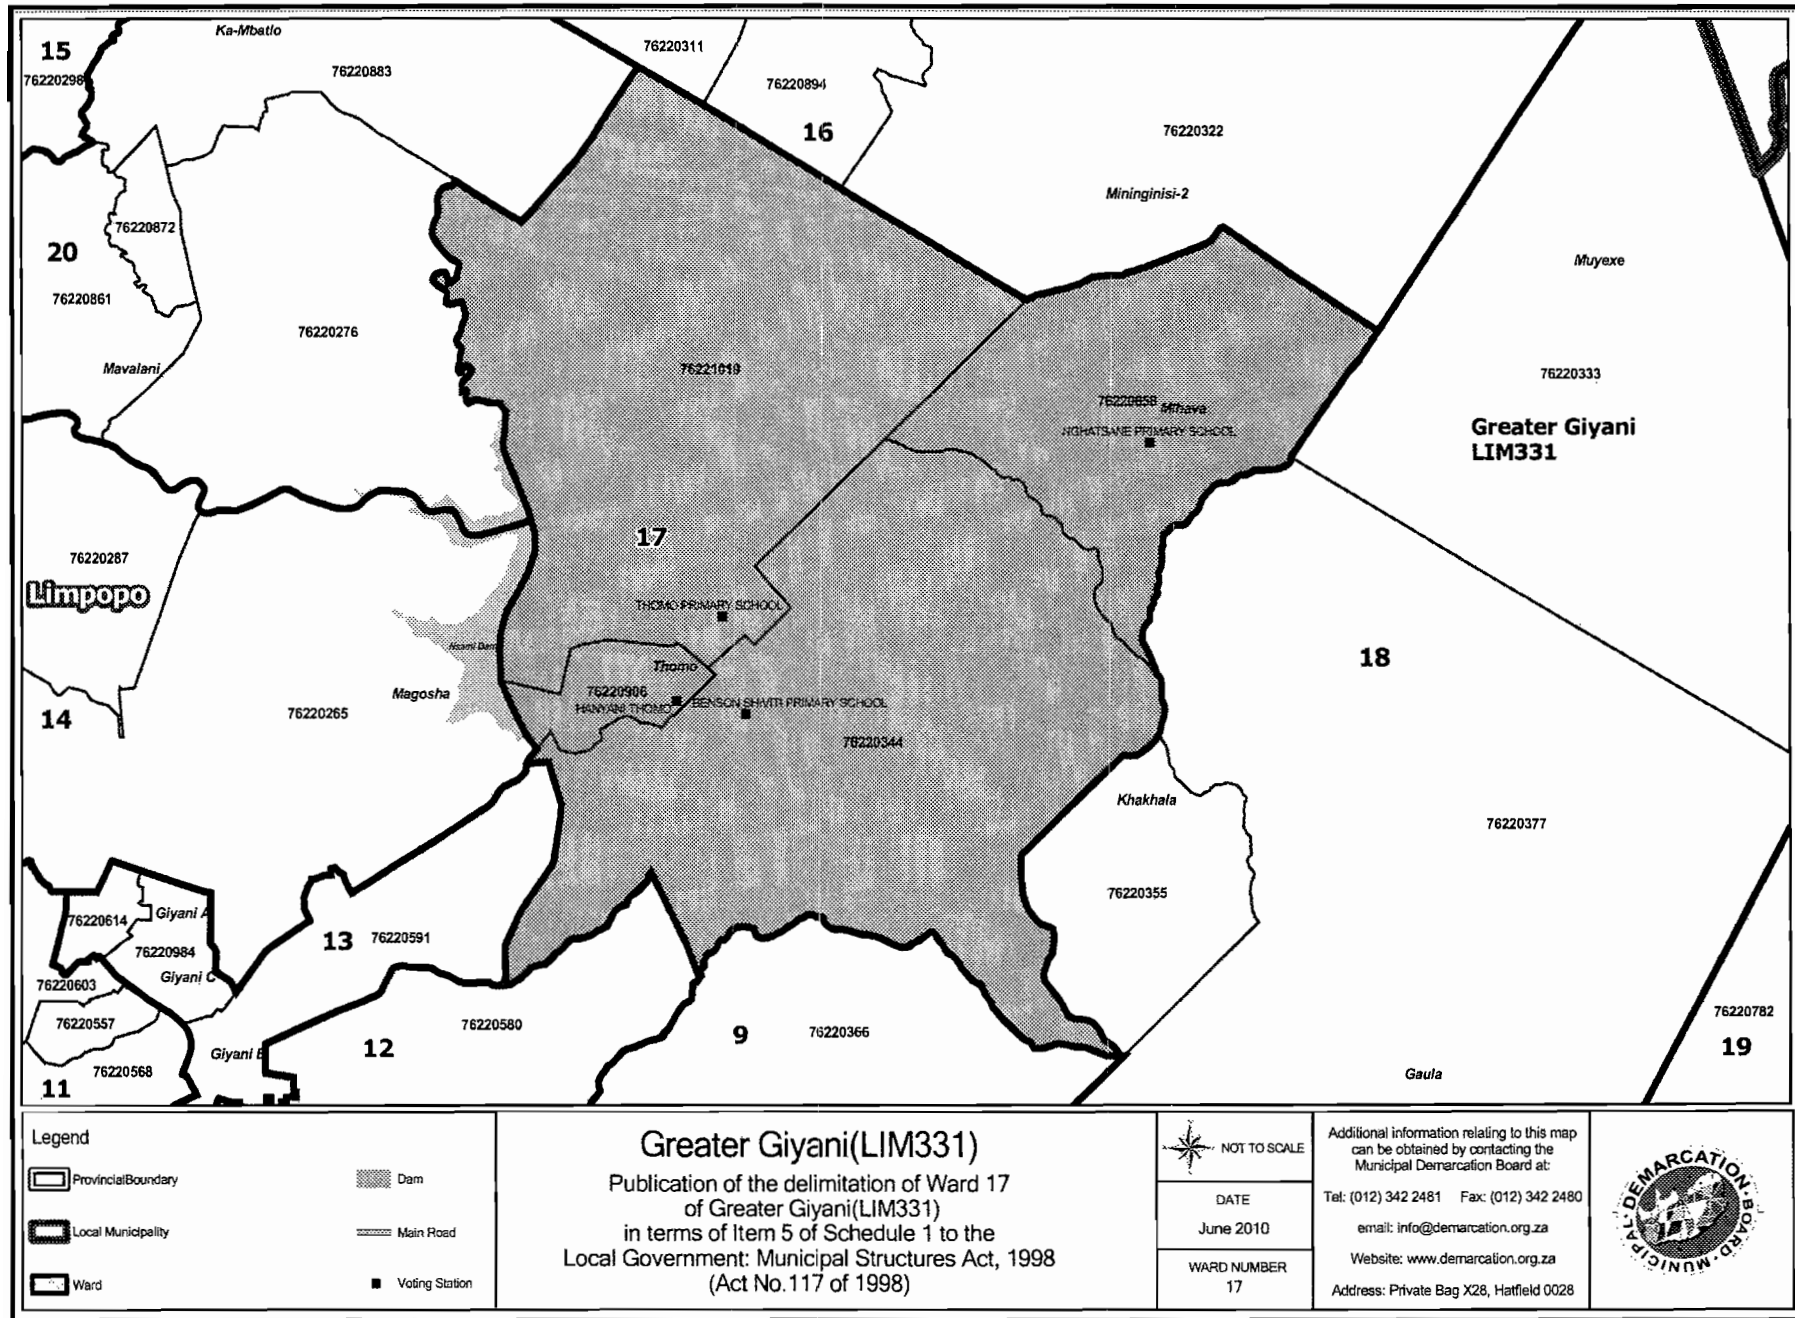 Ka-Mbatlo
15
76220298
76220883
76220311
76220894
16
76220322
Mininginisi-2
Muyexe
76220333
Greater Giyani
LIM331
20
76220872
76220861
76220276
Mavalani
76221019
76220658
Mthava
NGHATSANE PRIMARY SCHOOL
17
76220287
Limpopo
THOMO PRIMARY SCHOOL
Nsami Dam
Thomo
76220906
HANYANI THOMO
BENSON SHIVITI PRIMARY SCHOOL
76220344
18
14
Magosha
76220265
Khakhala
76220377
76220355
76220614
Giyani A
76220984
Giyani C
13
76220591
76220603
76220557
76220568
11
Giyani E
12
76220580
9
76220366
Gaula
76220782
19
Legend
ProvincialBoundary
Local Municipality
Ward
Dam
Main Road
Voting Station
Greater Giyani(LIM331)
Publication of the delimitation of Ward 17
of Greater Giyani(LIM331)
in terms of Item 5 of Schedule 1 to the
Local Government: Municipal Structures Act, 1998
(Act No.117 of 1998)
NOT TO SCALE
DATE
June 2010
WARD NUMBER
17
Additional information relating to this map
can be obtained by contacting the
Municipal Demarcation Board at:
Tel: (012) 342 2481 Fax: (012) 342 2480
email: info@demarcation.org.za
Website: www.demarcation.org.za
Address: Private Bag X28, Hatfield 0028
MUNICIPAL DEMARCATION BOARD